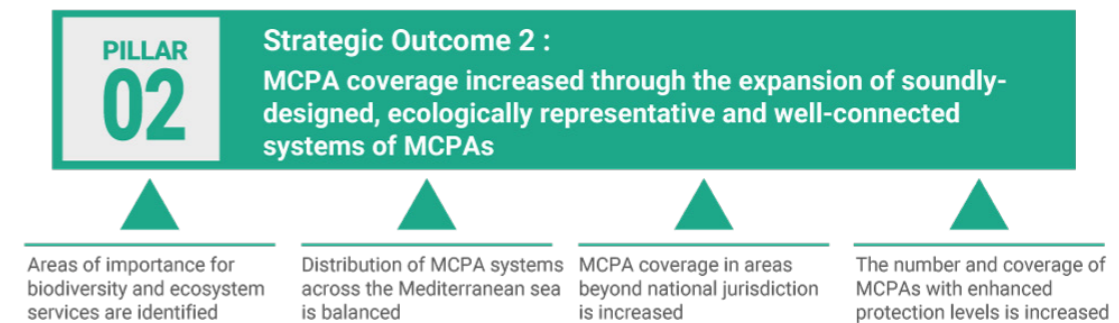 PILLAR
02
Strategic Outcome 2 :
MCPA coverage increased through the expansion of soundly-
designed, ecologically representative and well-connected
systems of MCPAs
Areas of importance for
biodiversity and ecosystem
services are identified
Distribution of MCPA systems
across the Mediterranean sea
is balanced
MCPA coverage in areas
beyond national jurisdiction
is increased
The number and coverage of
MCPAs with enhanced
protection levels is increased